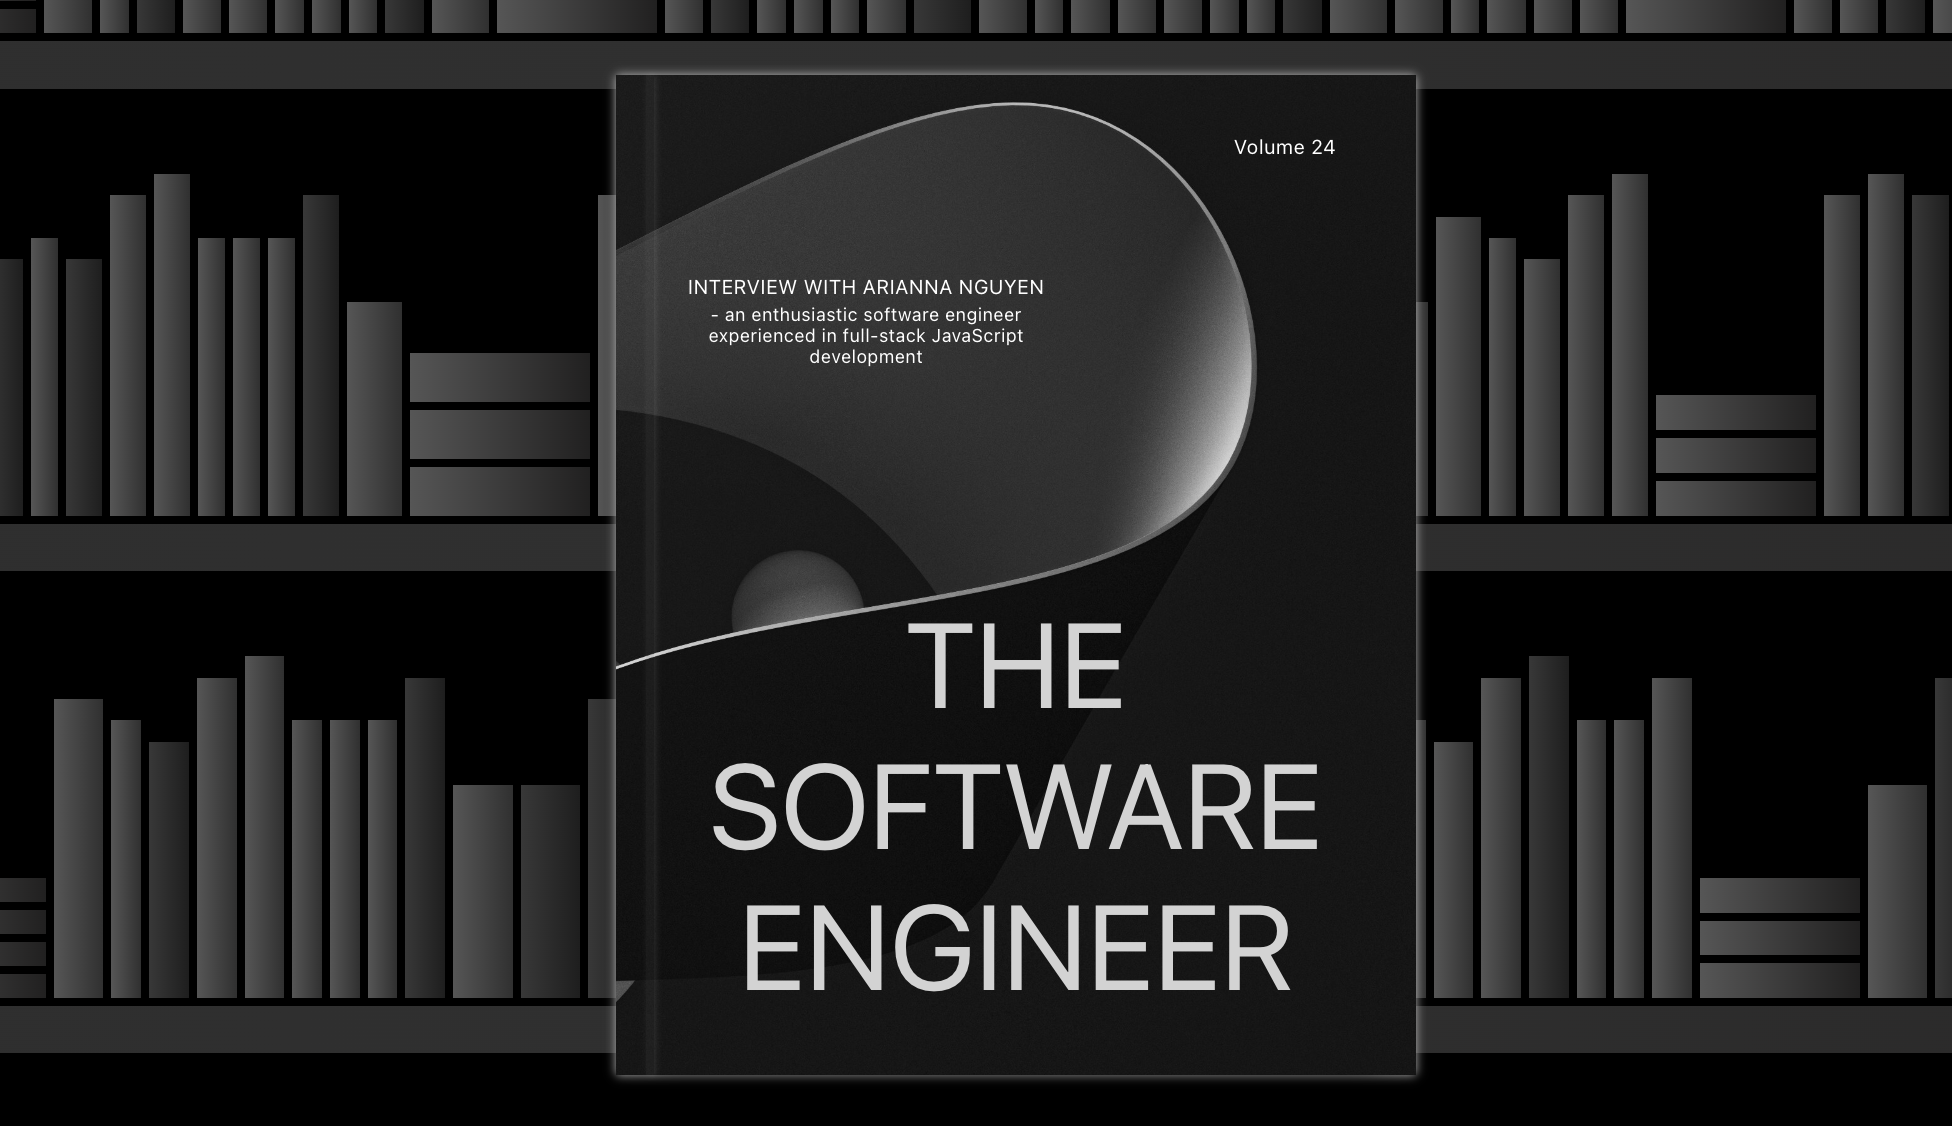 Volume 24
INTERVIEW WITH ARIANNA NGUYEN
- an enthusiastic software engineer
experienced in full-stack JavaScript
development
THE
SOFTWARE
ENGINEER